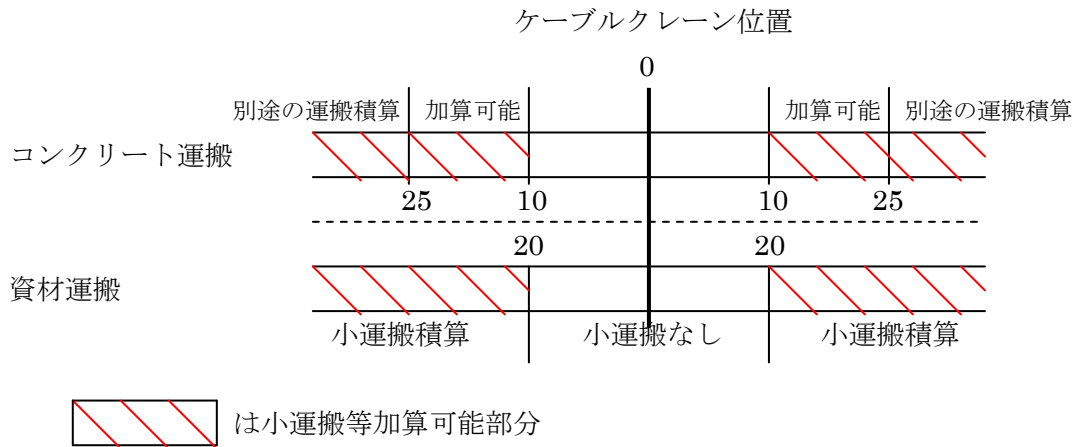 ケーブルクレーン位置
0
別途の運搬積算 加算可能 加算可能 別途の運搬積算
コンクリート運搬
25 10 10 25
20 20
資材運搬
小運搬積算 小運搬なし 小運搬積算
は小運搬等加算可能部分